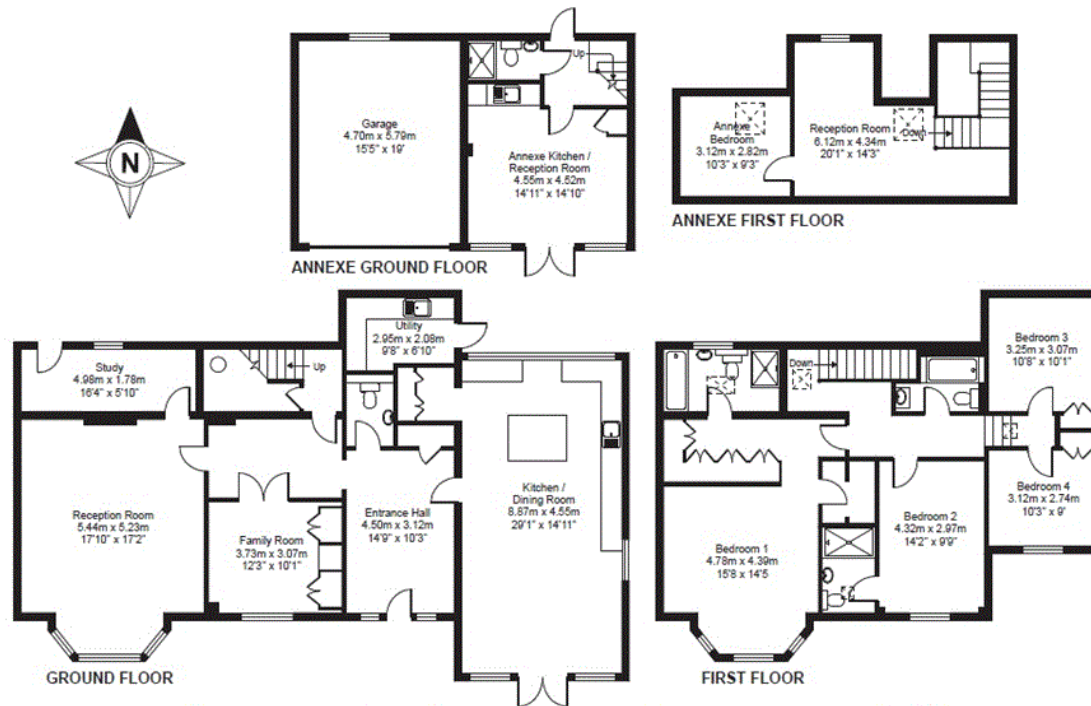 N
Garage
4.70m x 5.79m
15'5" x 19'
Up
Annexe Kitchen /
Reception Room
4.55m x 4.52m
14'11" x 14'10"
ANNEXE GROUND FLOOR
Annexe
Bedroom
3.12m x 2.82m
10'3" x 9'3"
Reception Room
6.12m x 4.34m
20'1" x 14'3"
Down
ANNEXE FIRST FLOOR
Study
4.98m x 1.78m
16'4" x 5'10"
Up
Utility
2.95m x 2.08m
9'8" x 6'10"
Reception Room
5.44m x 5.23m
17'10" x 17'2"
Family Room
3.73m x 3.07m
12'3" x 10'1"
Entrance Hall
4.50m x 3.12m
14'9" x 10'3"
Kitchen /
Dining Room
8.87m x 4.55m
29'1" x 14'11"
GROUND FLOOR
Down
Bedroom 3
3.25m x 3.07m
10'8" x 10'1"
Bedroom 1
4.78m x 4.39m
15'8 x 14'5
Bedroom 2
4.32m x 2.97m
14'2" x 9'9"
Bedroom 4
3.12m x 2.74m
10'3" x 9'
FIRST FLOOR